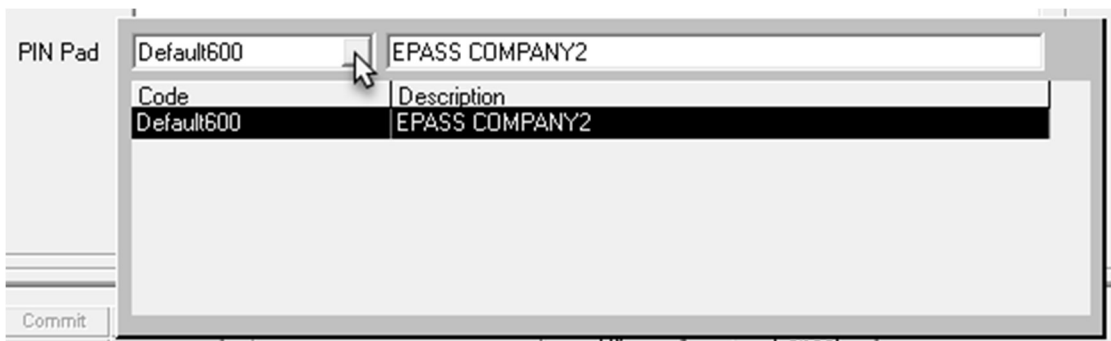 PIN Pad Default600 EPASS COMPANY2
Code Description
Default600 EPASS COMPANY2
Commit